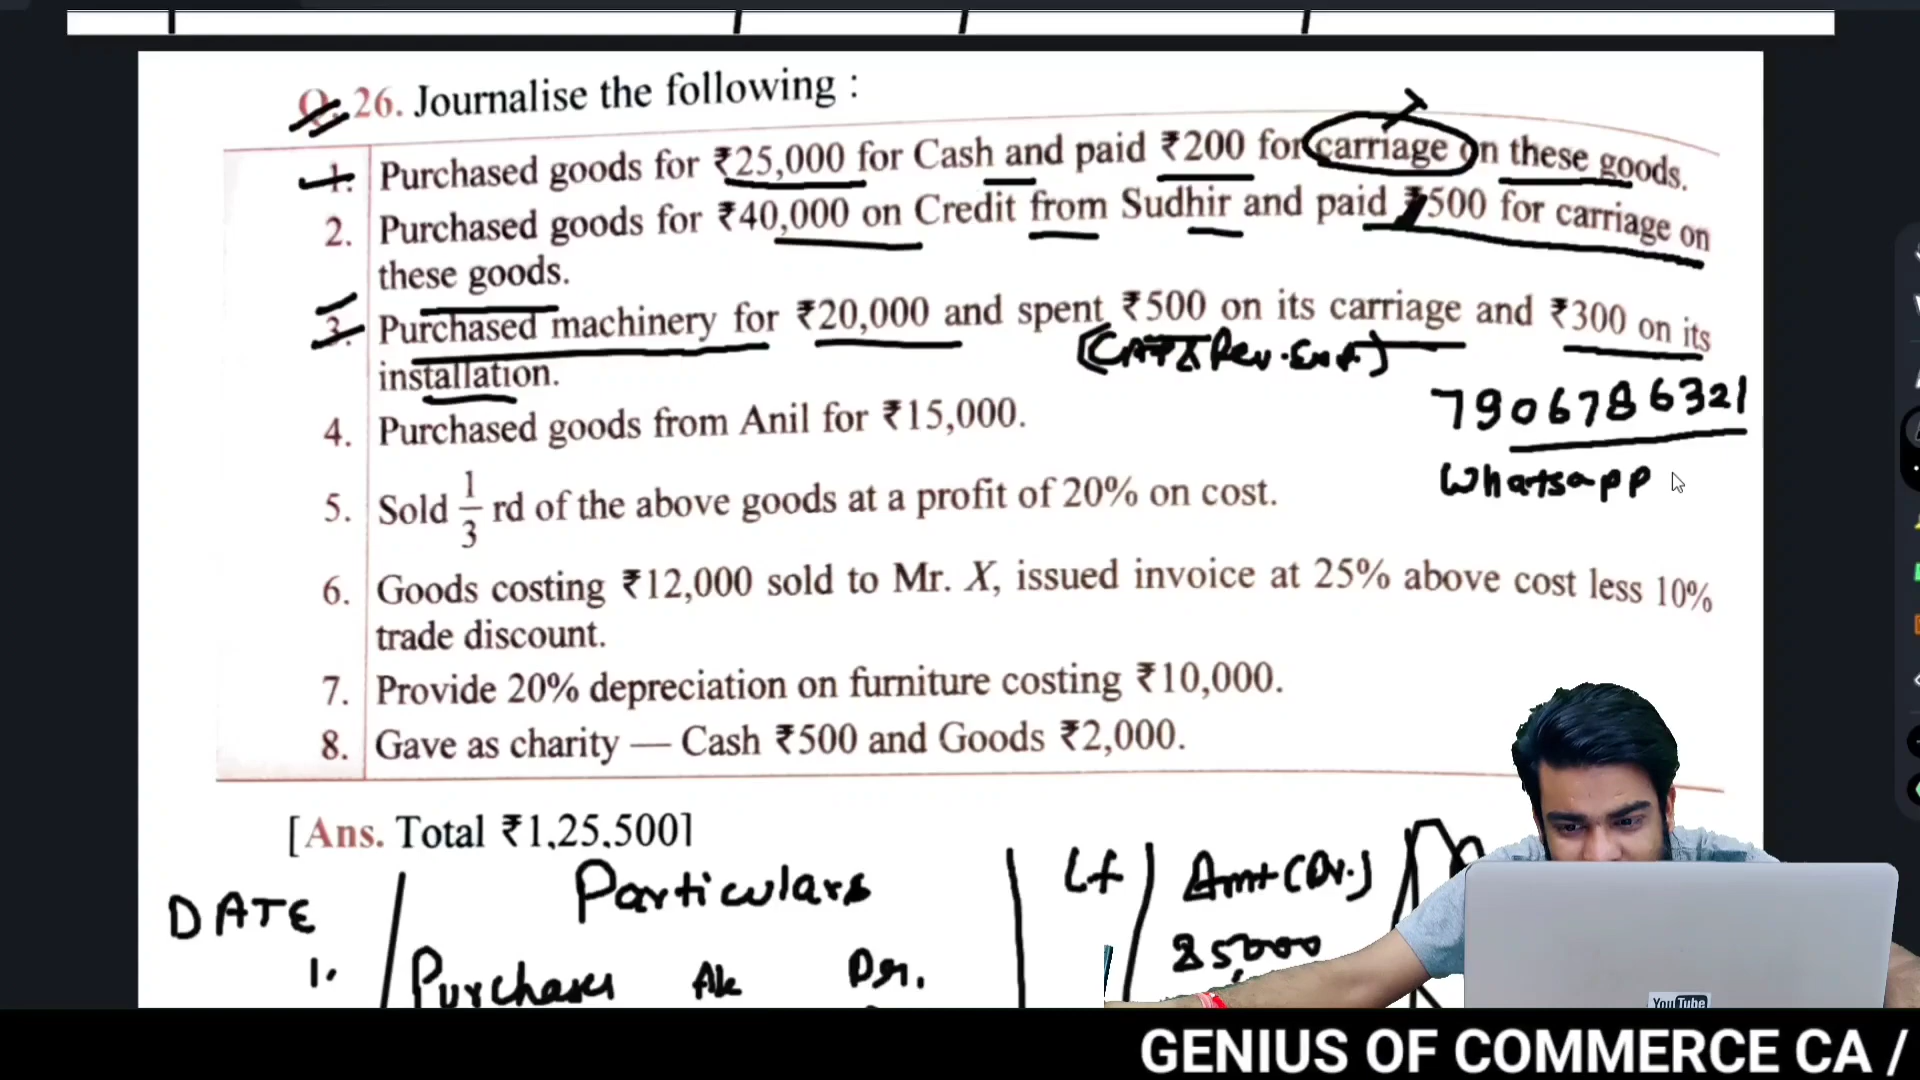 Q. 26. Journalise the following :
1. Purchased goods for ₹25,000 for Cash and paid ₹200 for carriage on these goods.
2. Purchased goods for ₹40,000 on Credit from Sudhir and paid ₹500 for carriage on
these goods.
3. Purchased machinery for ₹20,000 and spent ₹500 on its carriage and ₹300 on its
installation.
4. Purchased goods from Anil for ₹15,000.
7906786321
Whatsapp
5. Sold 1/3 rd of the above goods at a profit of 20% on cost.
6. Goods costing ₹12,000 sold to Mr. X, issued invoice at 25% above cost less 10%
trade discount.
7. Provide 20% depreciation on furniture costing ₹10,000.
8. Gave as charity — Cash ₹500 and Goods ₹2,000.
[Ans. Total ₹1,25,500]
DATE Particulars Lf Amt (Dr.)
1. Purchases A/c Dr. 25,000
YouTube
GENIUS OF COMMERCE CA /